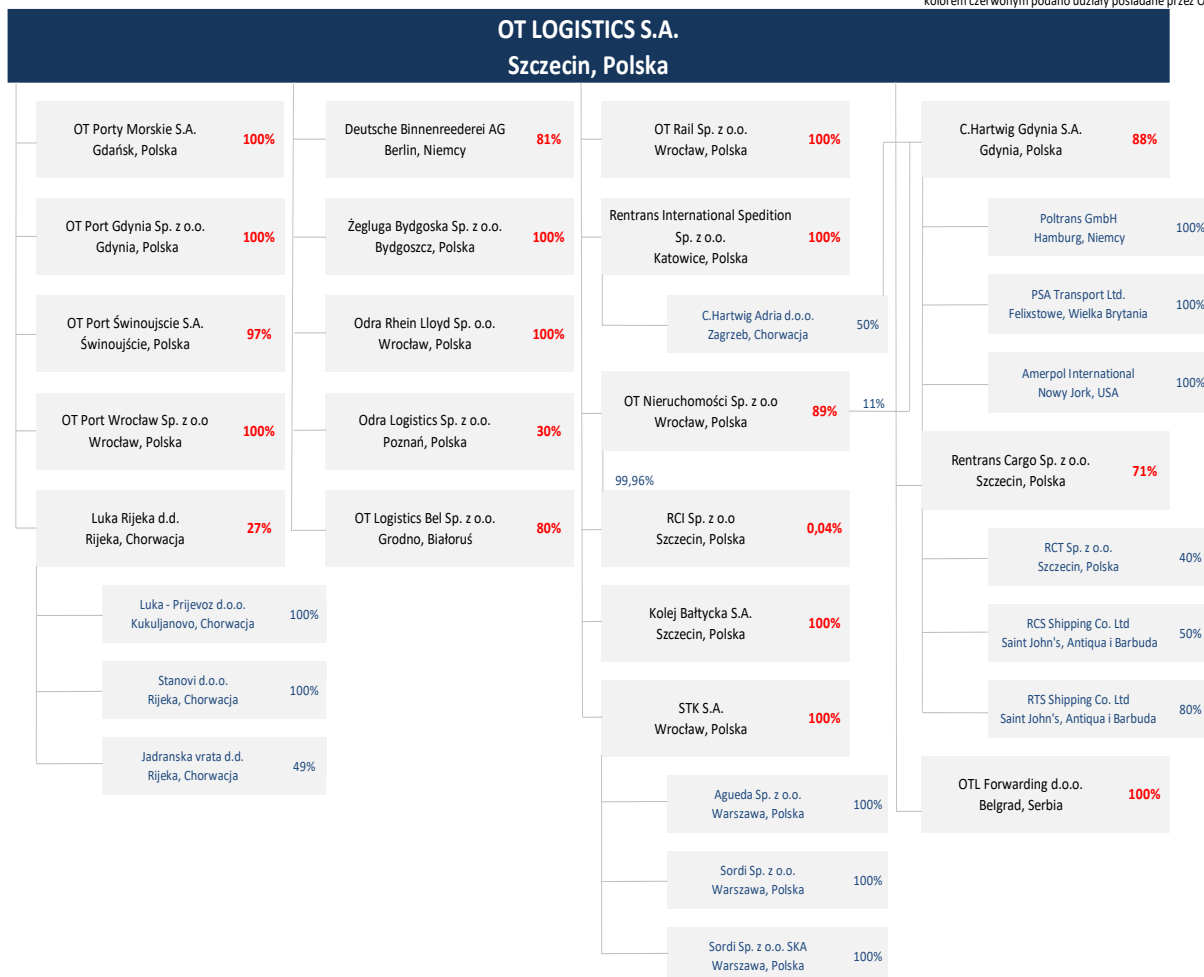 kolorem czerwonym podano udziały posiadane przez O
OT LOGISTICS S.A.
Szczecin, Polska
OT Porty Morskie S.A.
Gdańsk, Polska
100%
OT Port Gdynia Sp. z o.o.
Gdynia, Polska
100%
OT Port Świnoujscie S.A.
Świnoujście, Polska
97%
OT Port Wrocław Sp. z o.o
Wrocław, Polska
100%
Luka Rijeka d.d.
Rijeka, Chorwacja
27%
Luka - Prijevoz d.o.o.
Kukuljanovo, Chorwacja
100%
Stanovi d.o.o.
Rijeka, Chorwacja
100%
Jadranska vrata d.d.
Rijeka, Chorwacja
49%
Deutsche Binnenreederei AG
Berlin, Niemcy
81%
Żegluga Bydgoska Sp. z o.o.
Bydgoszcz, Polska
100%
Odra Rhein Lloyd Sp. o.o.
Wrocław, Polska
100%
Odra Logistics Sp. z o.o.
Poznań, Polska
30%
OT Logistics Bel Sp. z o.o.
Grodno, Białoruś
80%
OT Rail Sp. z o.o.
Wrocław, Polska
100%
Rentrans International Spedition
Sp. z o.o.
Katowice, Polska
100%
C.Hartwig Adria d.o.o.
Zagrzeb, Chorwacja
50%
OT Nieruchomości Sp. z o.o
Wrocław, Polska
89%
11%
99,96%
RCI Sp. z o.o
Szczecin, Polska
0,04%
Kolej Bałtycka S.A.
Szczecin, Polska
100%
STK S.A.
Wrocław, Polska
100%
Agueda Sp. z o.o.
Warszawa, Polska
100%
Sordi Sp. z o.o.
Warszawa, Polska
100%
Sordi Sp. z o.o. SKA
Warszawa, Polska
100%
C.Hartwig Gdynia S.A.
Gdynia, Polska
88%
Poltrans GmbH
Hamburg, Niemcy
100%
PSA Transport Ltd.
Felixstowe, Wielka Brytania
100%
Amerpol International
Nowy Jork, USA
100%
Rentrans Cargo Sp. z o.o.
Szczecin, Polska
71%
RCT Sp. z o.o.
Szczecin, Polska
40%
RCS Shipping Co. Ltd
Saint John's, Antiqua i Barbuda
50%
RTS Shipping Co. Ltd
Saint John's, Antiqua i Barbuda
80%
OTL Forwarding d.o.o.
Belgrad, Serbia
100%